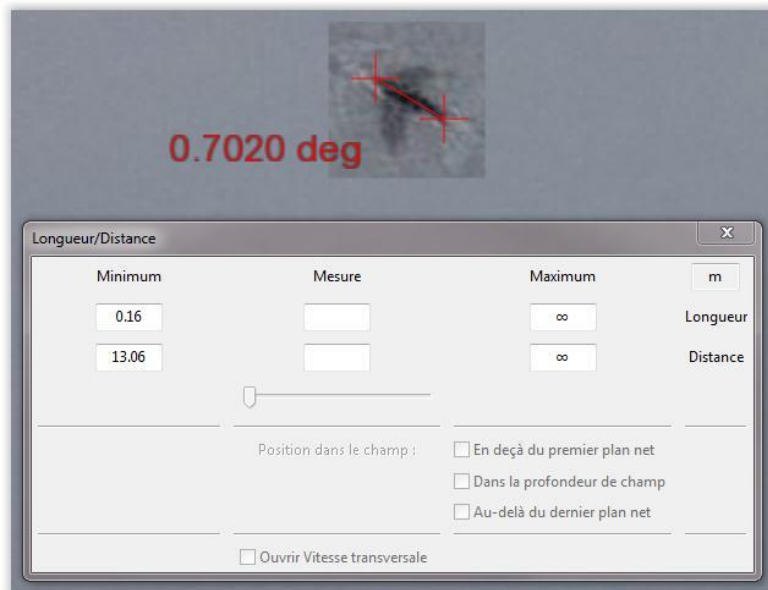 0.7020 deg
Longueur/Distance
Minimum Mesure Maximum m
0.16 ∞ Longueur
13.06 ∞ Distance
Position dans le champ : En deçà du premier plan net
Dans la profondeur de champ
Au-delà du dernier plan net
Ouvrir Vitesse transversale